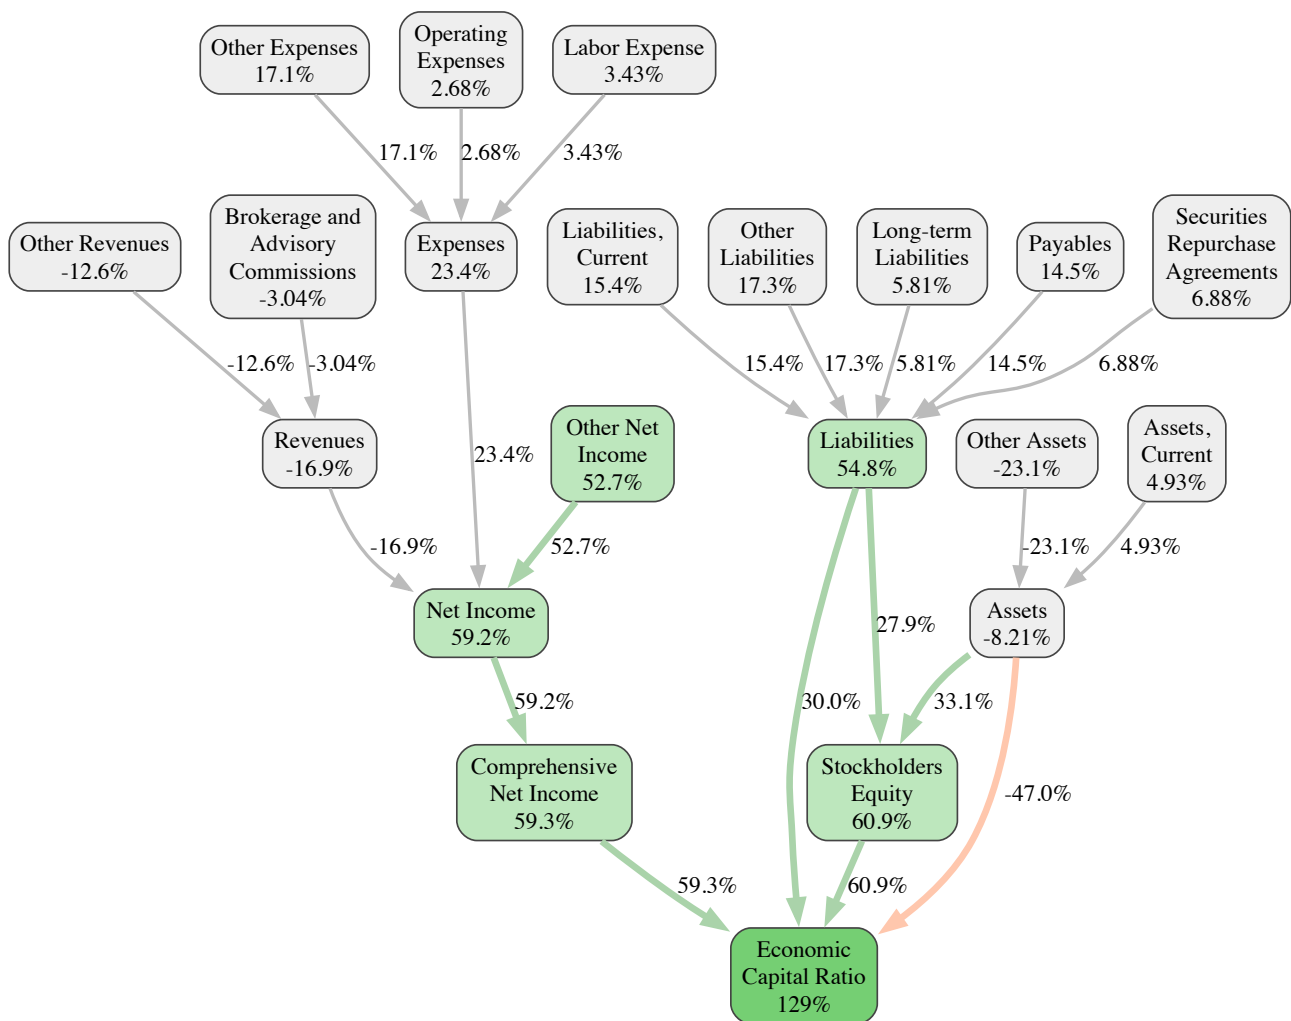 Other Expenses
17.1%
Operating
Expenses
2.68%
Labor Expense
3.43%
17.1%
2.68%
3.43%
Other Revenues
-12.6%
Brokerage and
Advisory
Commissions
-3.04%
Expenses
23.4%
Liabilities,
Current
15.4%
Other
Liabilities
17.3%
Long-term
Liabilities
5.81%
Payables
14.5%
Securities
Repurchase
Agreements
6.88%
-12.6%
-3.04%
15.4%
17.3%
5.81%
14.5%
6.88%
Revenues
-16.9%
23.4%
Other Net
Income
52.7%
Liabilities
54.8%
Other Assets
-23.1%
Assets,
Current
4.93%
-16.9%
52.7%
-23.1%
4.93%
Net Income
59.2%
27.9%
Assets
-8.21%
59.2%
30.0%
33.1%
Comprehensive
Net Income
59.3%
Stockholders
Equity
60.9%
-47.0%
59.3%
60.9%
Economic
Capital Ratio
129%